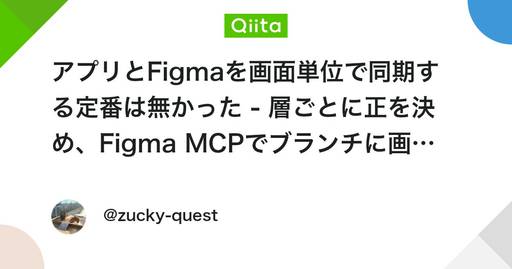 Qiita
アプリとFigmaを画面単位で同期す
る定番は無かった - 層ごとに正を決
め、Figma MCPでブランチに画…
@zucky-quest